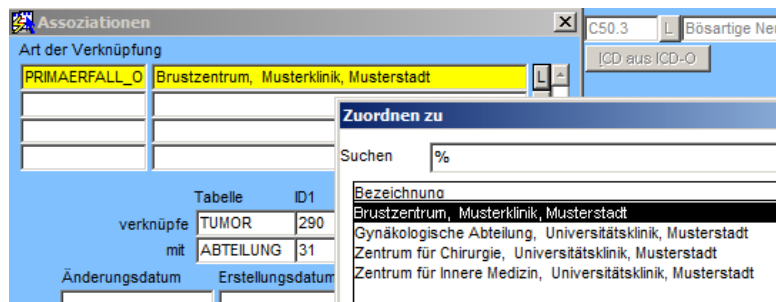 Assoziationen
C50.3 L Bösartige Neu
Art der Verknüpfung
ICD aus ICD-O
PRIMAERFALL_O Brustzentrum, Musterklinik, Musterstadt L
Zuordnen zu
Suchen %
Bezeichnung
Brustzentrum, Musterklinik, Musterstadt
Gynäkologische Abteilung, Universitätsklinik, Musterstadt
Zentrum für Chirurgie, Universitätsklinik, Musterstadt
Zentrum für Innere Medizin, Universitätsklinik, Musterstadt
Tabelle ID1
verknüpfe TUMOR 290
mit ABTEILUNG 31
Änderungsdatum Erstellungsdatum